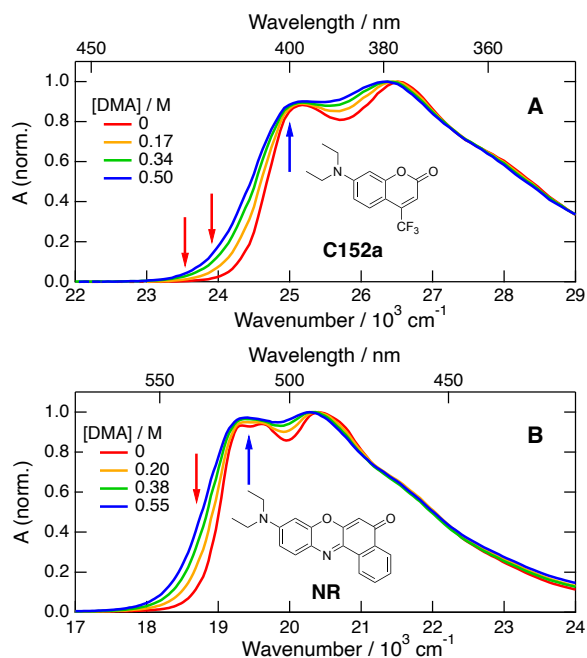 Wavelength / nm
450 400 380 360
1.0
0.8
0.6
0.4
0.2
0.0
A (norm.)
[DMA] / M
0
0.17
0.34
0.50
A
O
O
N
CF3
C152a
22 23 24 25 26 27 28 29
Wavenumber / 10³ cm⁻¹
Wavelength / nm
550 500 450
1.0
0.8
0.6
0.4
0.2
0.0
A (norm.)
[DMA] / M
0
0.20
0.38
0.55
B
O
O
N
N
NR
17 18 19 20 21 22 23 24
Wavenumber / 10³ cm⁻¹